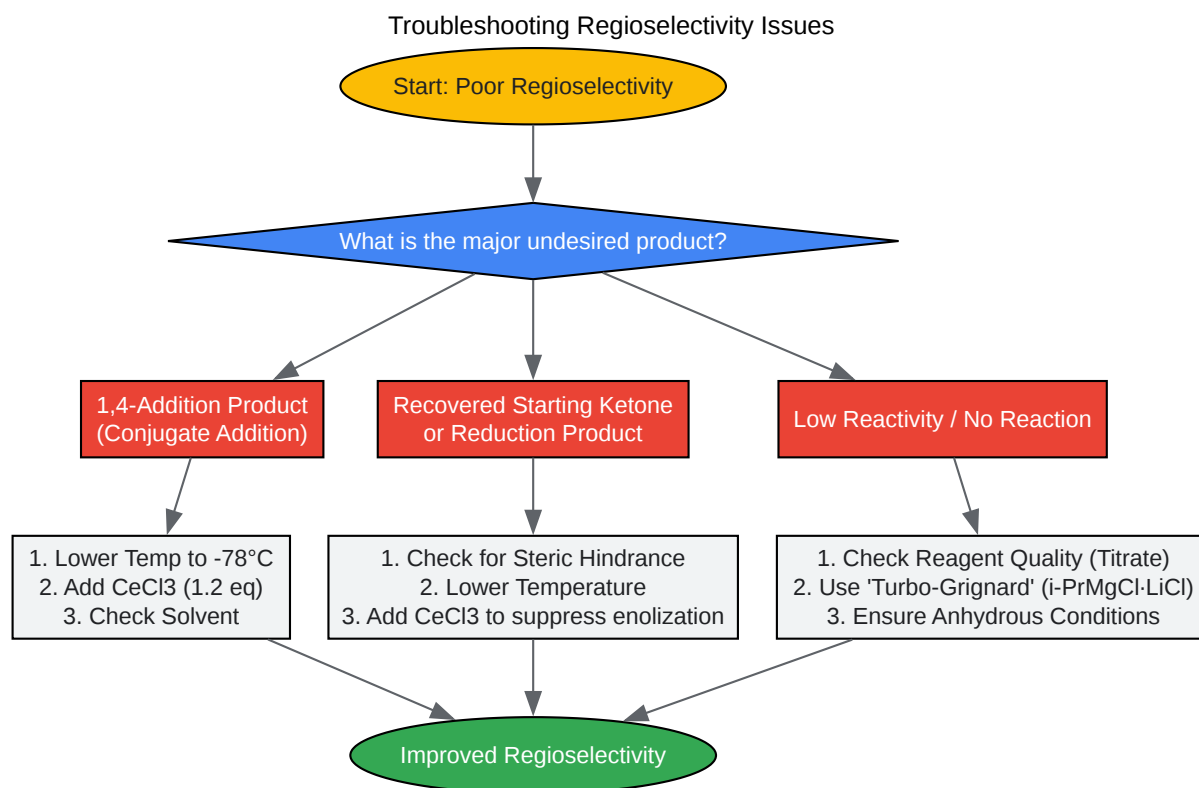 Troubleshooting Regioselectivity Issues
Start: Poor Regioselectivity
What is the major undesired product?
1,4-Addition Product
(Conjugate Addition)
Recovered Starting Ketone
or Reduction Product
Low Reactivity / No Reaction
1. Lower Temp to -78°C
2. Add CeCl3 (1.2 eq)
3. Check Solvent
1. Check for Steric Hindrance
2. Lower Temperature
3. Add CeCl3 to suppress enolization
1. Check Reagent Quality (Titrate)
2. Use 'Turbo-Grignard' (i-PrMgCl·LiCl)
3. Ensure Anhydrous Conditions
Improved Regioselectivity